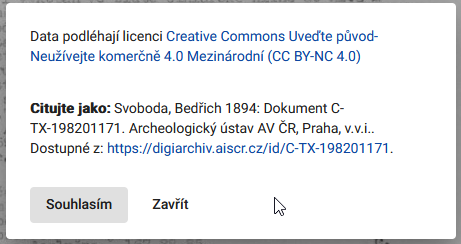 Data podléhají licenci Creative Commons Uveďte původ-
Neužívejte komerčně 4.0 Mezinárodní (CC BY-NC 4.0)
Citujte jako: Svoboda, Bedřich 1894: Dokument C-
TX-198201171. Archeologický ústav AV ČR, Praha, v.v.i..
Dostupné z: https://digiarchiv.aiscr.cz/id/C-TX-198201171.
Souhlasím Zavřít